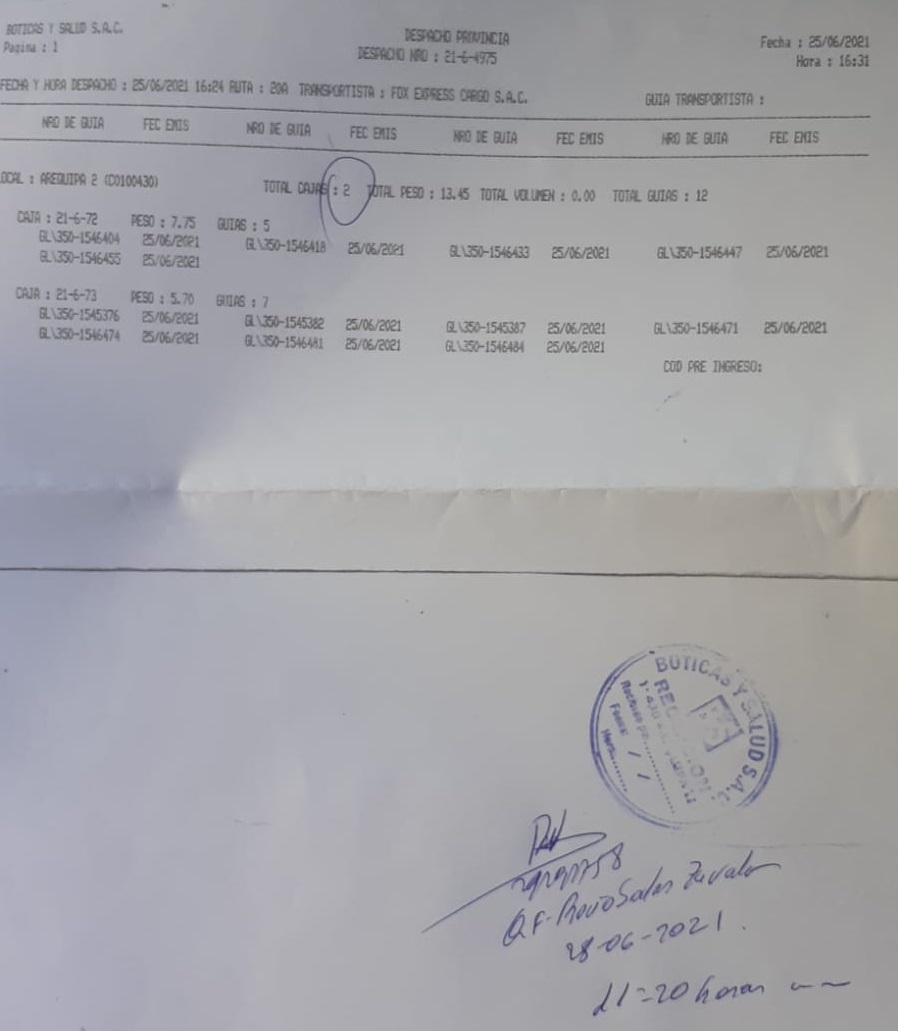 BOTICAS Y SALUD S.A.C.
Pagina : 1
DESPACHO PROVINCIA
DESPACHO NRO : 21-6-4975
Fecha : 25/06/2021
Hora : 16:31
FECHA Y HORA DESPACHO : 25/06/2021 16:24 RUTA : 20A TRANSPORTISTA : FOX EXPRESS CARGO S.A.C. GUIA TRANSPORTISTA :
NRO DE GUIA FEC EMIS NRO DE GUIA FEC EMIS NRO DE GUIA FEC EMIS NRO DE GUIA FEC EMIS
OCAL : AREQUIPA 2 (C0100430) TOTAL CAJAS : 2 TOTAL PESO : 13.45 TOTAL VOLUMEN : 0.00 TOTAL GUIAS : 12
CAJA : 21-6-72 PESO : 7.75 GUIAS : 5
GL\350-1546404 25/06/2021 GL\350-1546418 25/06/2021 GL\350-1546433 25/06/2021 GL\350-1546447 25/06/2021
GL\350-1546455 25/06/2021
CAJA : 21-6-73 PESO : 5.70 GUIAS : 7
GL\350-1545376 25/06/2021 GL\350-1545382 25/06/2021 GL\350-1545387 25/06/2021 GL\350-1546471 25/06/2021
GL\350-1546474 25/06/2021 GL\350-1546481 25/06/2021 GL\350-1546484 25/06/2021
COD PRE INGRESO:
BOTICAS Y SALUD S.A.C.
Fecha: / /
Hora:
Q.F. Salas Zavala
28-06-2021.
11=20 horas